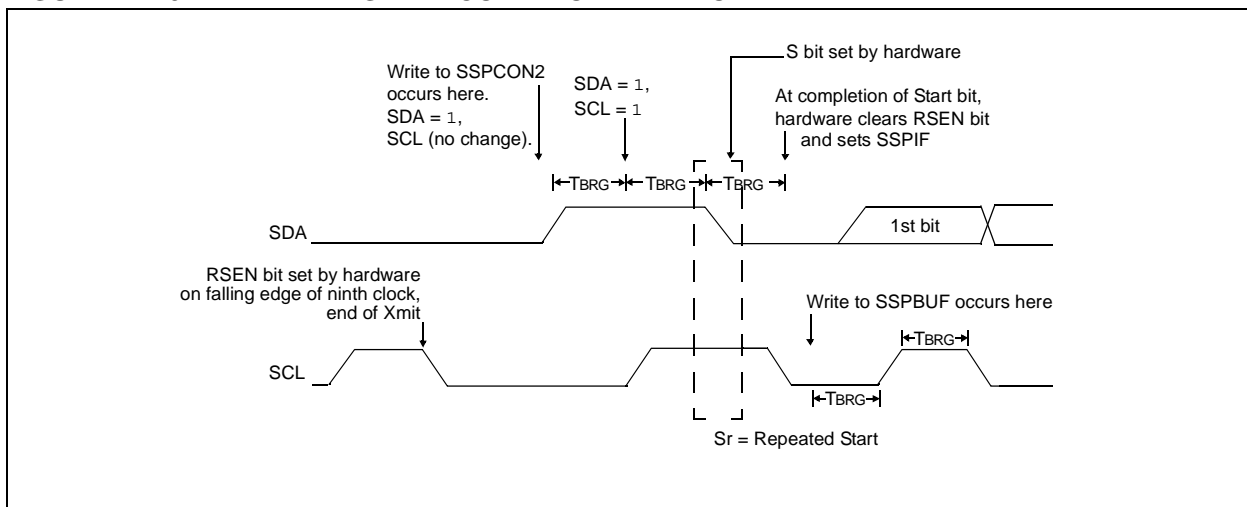 S bit set by hardware
Write to SSPCON2
occurs here.
SDA = 1,
SCL (no change).
SDA = 1,
SCL = 1
At completion of Start bit,
hardware clears RSEN bit
and sets SSPIF
TBRG
TBRG
TBRG
SDA
1st bit
RSEN bit set by hardware
on falling edge of ninth clock,
end of Xmit
Write to SSPBUF occurs here
TBRG
SCL
TBRG
Sr = Repeated Start